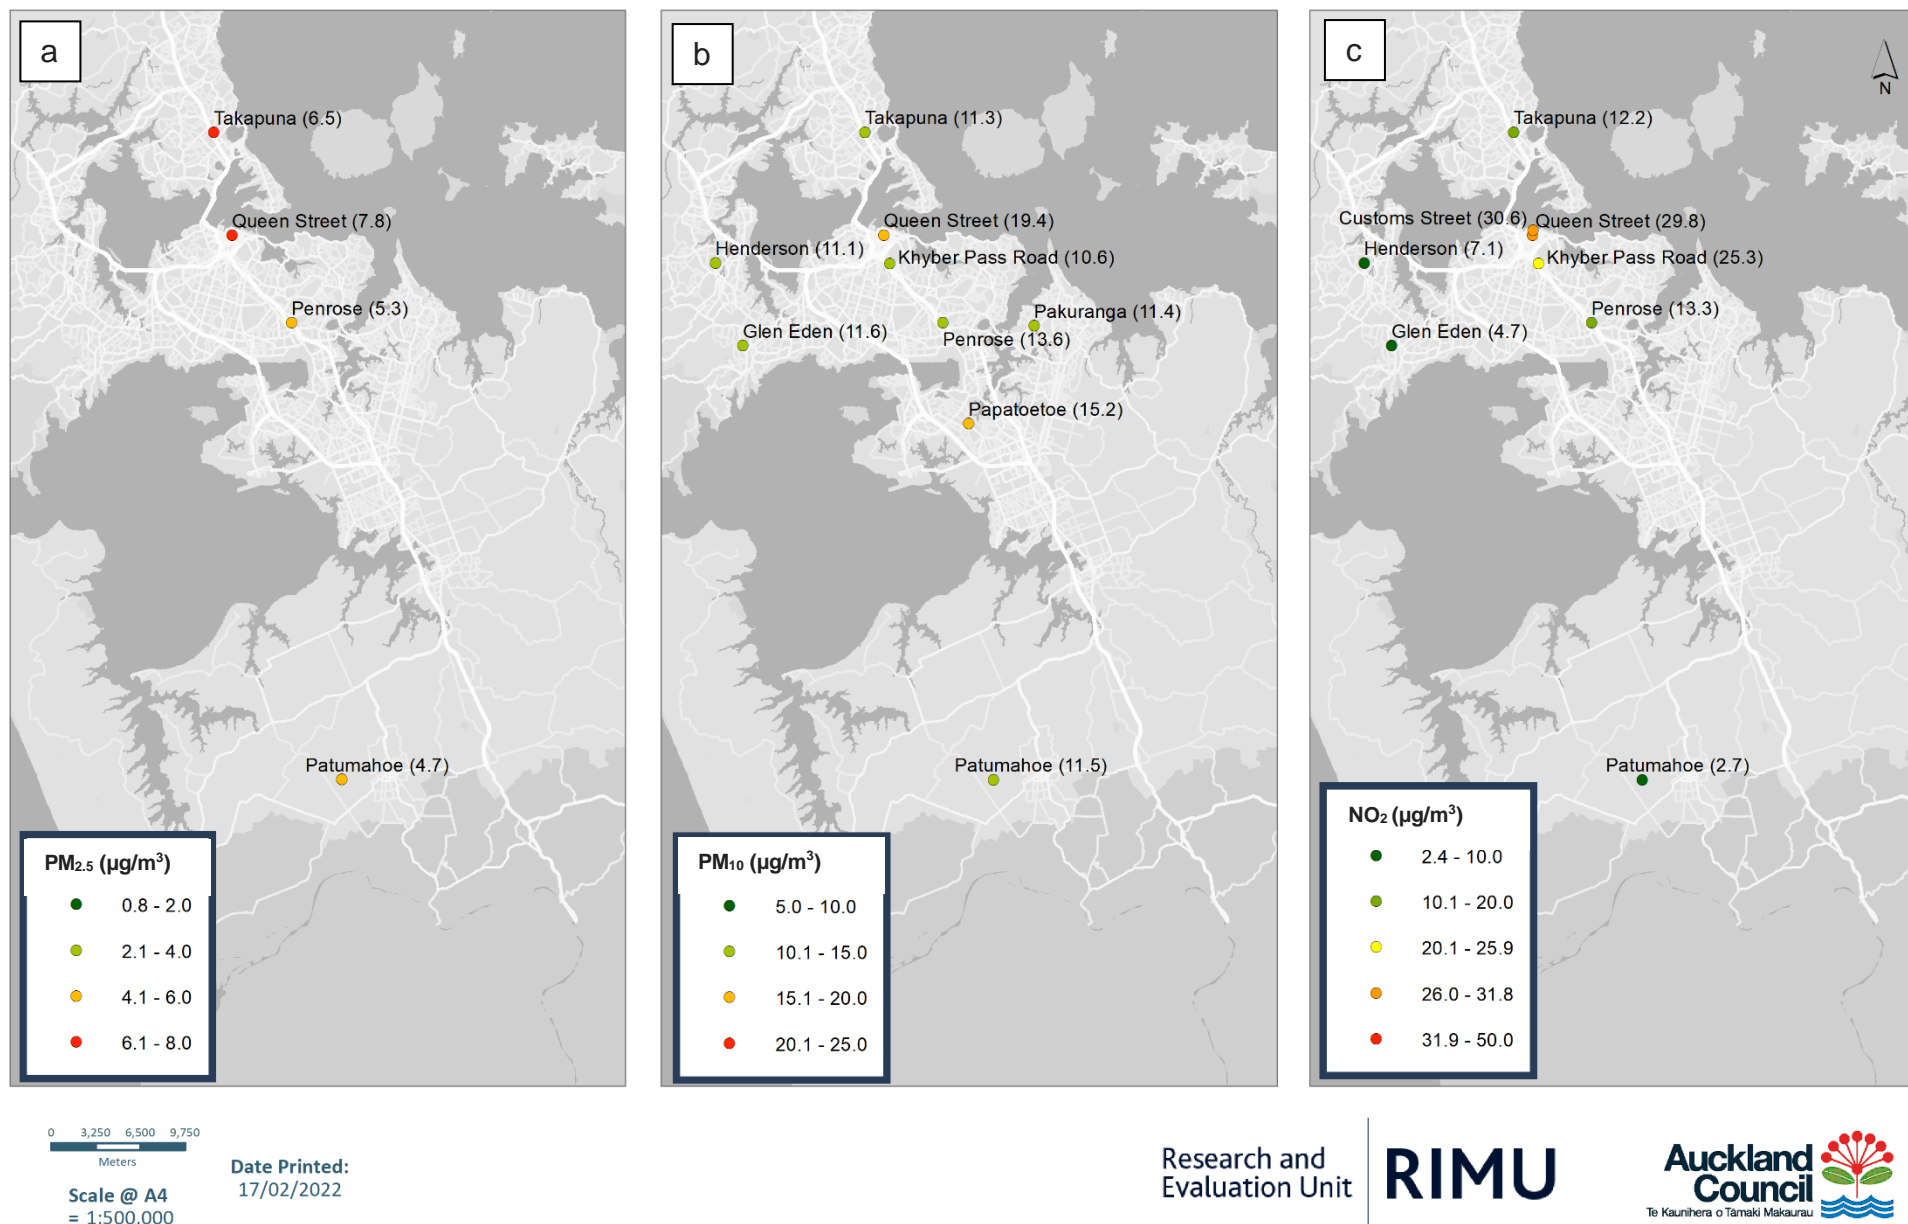 a
Takapuna (6.5)
Queen Street (7.8)
Penrose (5.3)
Patumahoe (4.7)
PM2.5 (µg/m³)
0.8 - 2.0
2.1 - 4.0
4.1 - 6.0
6.1 - 8.0
b
Takapuna (11.3)
Queen Street (19.4)
Henderson (11.1)
Khyber Pass Road (10.6)
Pakuranga (11.4)
Glen Eden (11.6)
Penrose (13.6)
Papatoetoe (15.2)
Patumahoe (11.5)
PM10 (µg/m³)
5.0 - 10.0
10.1 - 15.0
15.1 - 20.0
20.1 - 25.0
c
N
Takapuna (12.2)
Customs Street (30.6)
Queen Street (29.8)
Henderson (7.1)
Khyber Pass Road (25.3)
Penrose (13.3)
Glen Eden (4.7)
Patumahoe (2.7)
NO2 (µg/m³)
2.4 - 10.0
10.1 - 20.0
20.1 - 25.9
26.0 - 31.8
31.9 - 50.0
0 3,250 6,500 9,750
Meters
Scale @ A4
= 1:500,000
Date Printed:
17/02/2022
Research and
Evaluation Unit
RIMU
Auckland
Council
Te Kaunihera o Tāmaki Makaurau